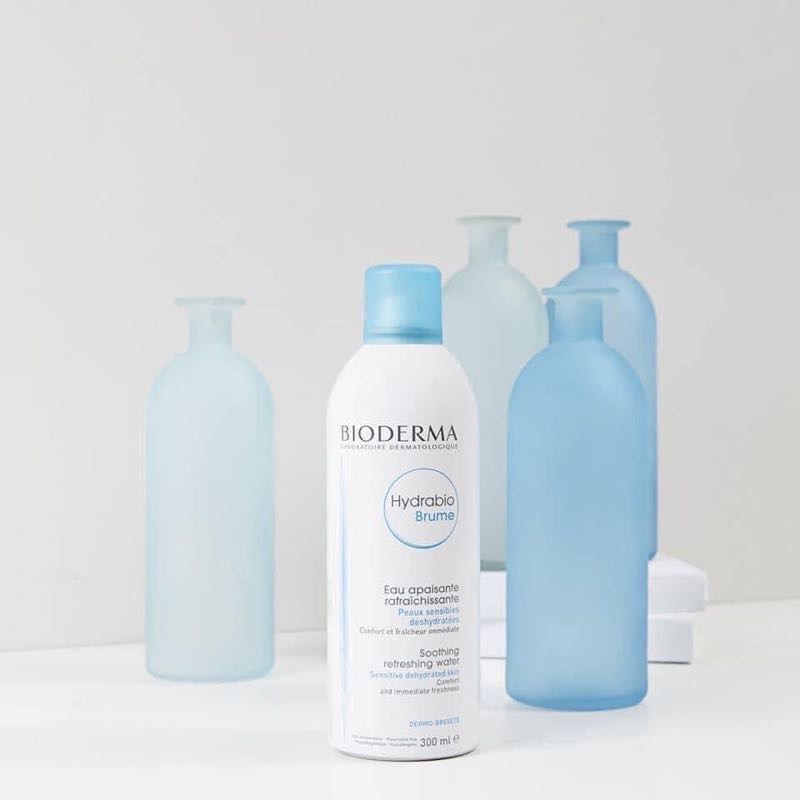 BIODERMA
LABORATOIRE DERMATOLOGIQUE
Hydrabio
Brume
Eau apaisante
rafraîchissante
Peaux sensibles
déshydratées
Confort et fraîcheur immédiate
Soothing
refreshing water
Sensitive dehydrated skin
Comfort
and immediate freshness
DERMO-BREVETÉ
300 ml ℮